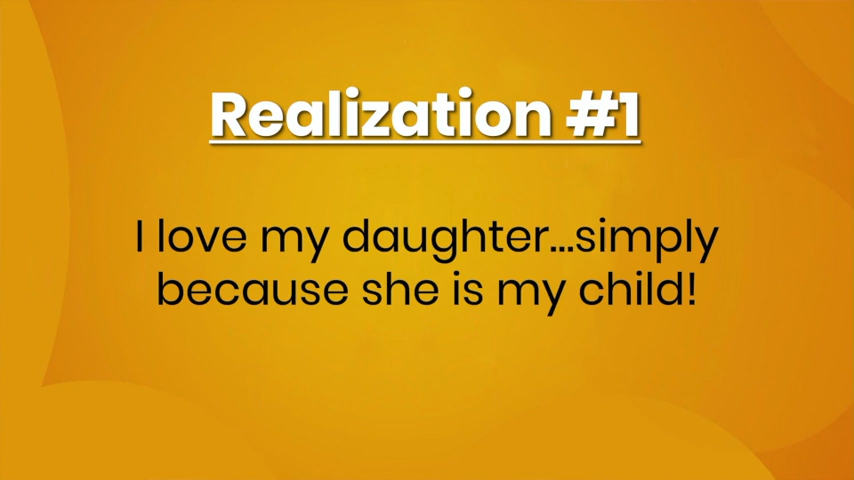 Realization #1
I love my daughter...simply
because she is my child!